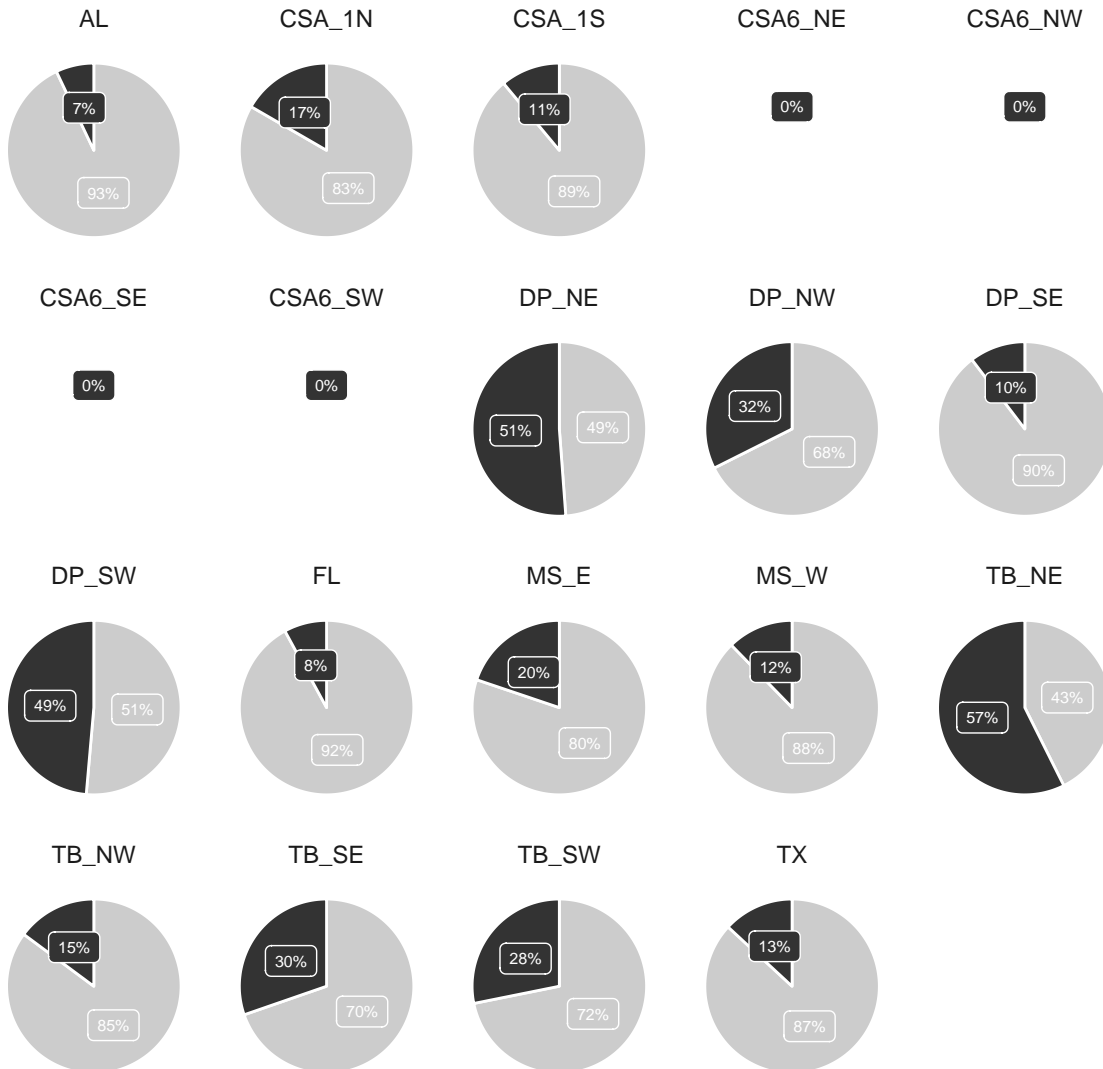 AL CSA_1N CSA_1S CSA6_NE CSA6_NW
7% 17% 11% 0% 0%
93% 83% 89%
CSA6_SE CSA6_SW DP_NE DP_NW DP_SE
0% 0% 51% 49% 32% 68% 10% 90%
DP_SW FL MS_E MS_W TB_NE
49% 51% 8% 92% 20% 80% 12% 88% 57% 43%
TB_NW TB_SE TB_SW TX
15% 85% 30% 70% 28% 72% 13% 87%